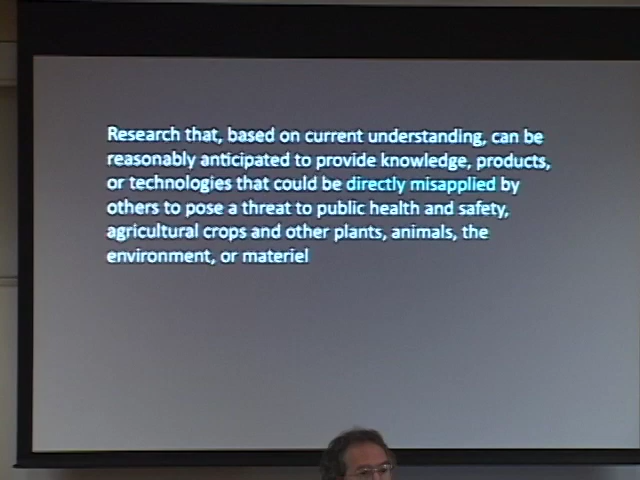 Research that, based on current understanding, can be
reasonably anticipated to provide knowledge, products,
or technologies that could be directly misapplied by
others to pose a threat to public health and safety,
agricultural crops and other plants, animals, the
environment, or materiel